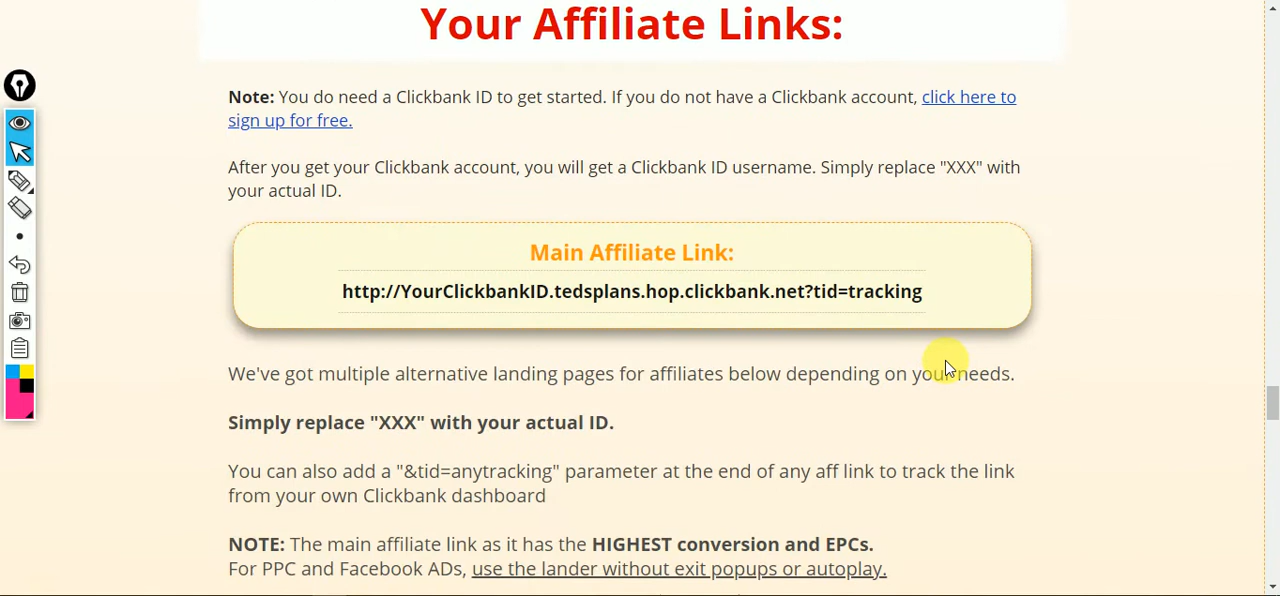 Your Affiliate Links:
Note: You do need a Clickbank ID to get started. If you do not have a Clickbank account, click here to
sign up for free.
After you get your Clickbank account, you will get a Clickbank ID username. Simply replace "XXX" with
your actual ID.
Main Affiliate Link:
http://YourClickbankID.tedsplans.hop.clickbank.net?tid=tracking
We've got multiple alternative landing pages for affiliates below depending on your needs.
Simply replace "XXX" with your actual ID.
You can also add a "&tid=anytracking" parameter at the end of any aff link to track the link
from your own Clickbank dashboard
NOTE: The main affiliate link as it has the HIGHEST conversion and EPCs.
For PPC and Facebook ADs, use the lander without exit popups or autoplay.